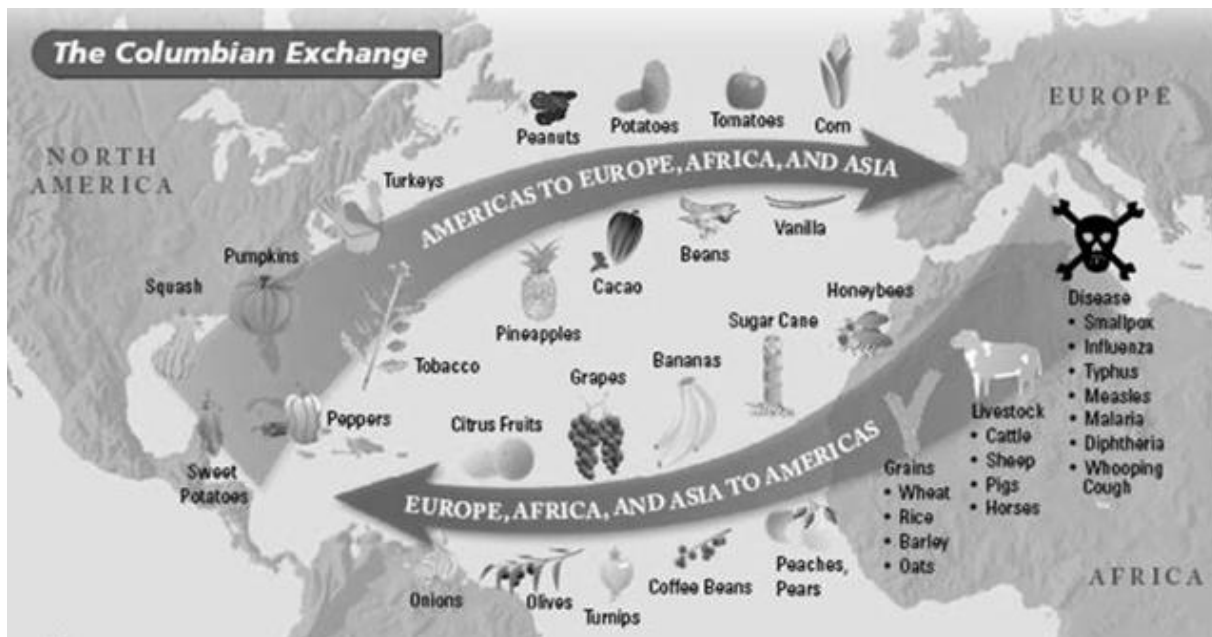 The Columbian Exchange
NORTH
AMERICA
EUROPE
AFRICA
Peanuts
Potatoes
Tomatoes
Corn
AMERICAS TO EUROPE, AFRICA, AND ASIA
Turkeys
Pumpkins
Squash
Tobacco
Peppers
Sweet
Potatoes
Pineapples
Cacao
Beans
Vanilla
Honeybees
Sugar Cane
Bananas
Grapes
Citrus Fruits
EUROPE, AFRICA, AND ASIA TO AMERICAS
Onions
Olives
Turnips
Coffee Beans
Peaches,
Pears
Grains
• Wheat
• Rice
• Barley
• Oats
Livestock
• Cattle
• Sheep
• Pigs
• Horses
Disease
• Smallpox
• Influenza
• Typhus
• Measles
• Malaria
• Diphtheria
• Whooping
Cough